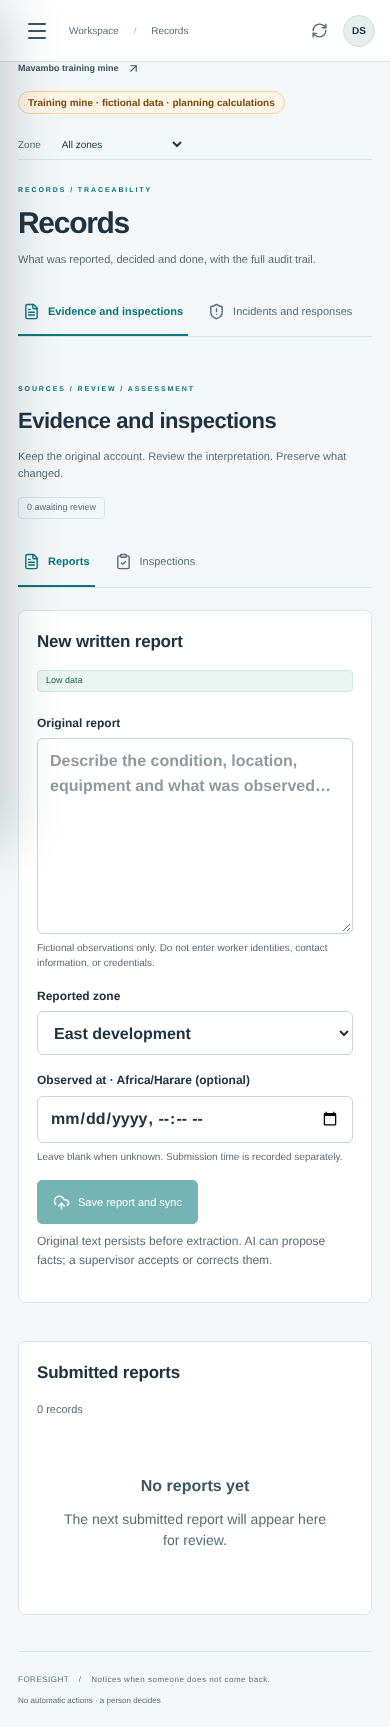 Workspace / Records DS
Mavambo training mine
Training mine · fictional data · planning calculations
Zone All zones
RECORDS / TRACEABILITY
Records
What was reported, decided and done, with the full audit trail.
Evidence and inspections Incidents and responses
SOURCES / REVIEW / ASSESSMENT
Evidence and inspections
Keep the original account. Review the interpretation. Preserve what
changed.
0 awaiting review
Reports Inspections
New written report
Low data
Original report
Describe the condition, location,
equipment and what was observed…
Fictional observations only. Do not enter worker identities, contact
information, or credentials.
Reported zone
East development
Observed at · Africa/Harare (optional)
mm/dd/yyyy, --:-- --
Leave blank when unknown. Submission time is recorded separately.
Save report and sync
Original text persists before extraction. AI can propose
facts; a supervisor accepts or corrects them.
Submitted reports
0 records
No reports yet
The next submitted report will appear here
for review.
FORESIGHT / Notices when someone does not come back.
No automatic actions · a person decides